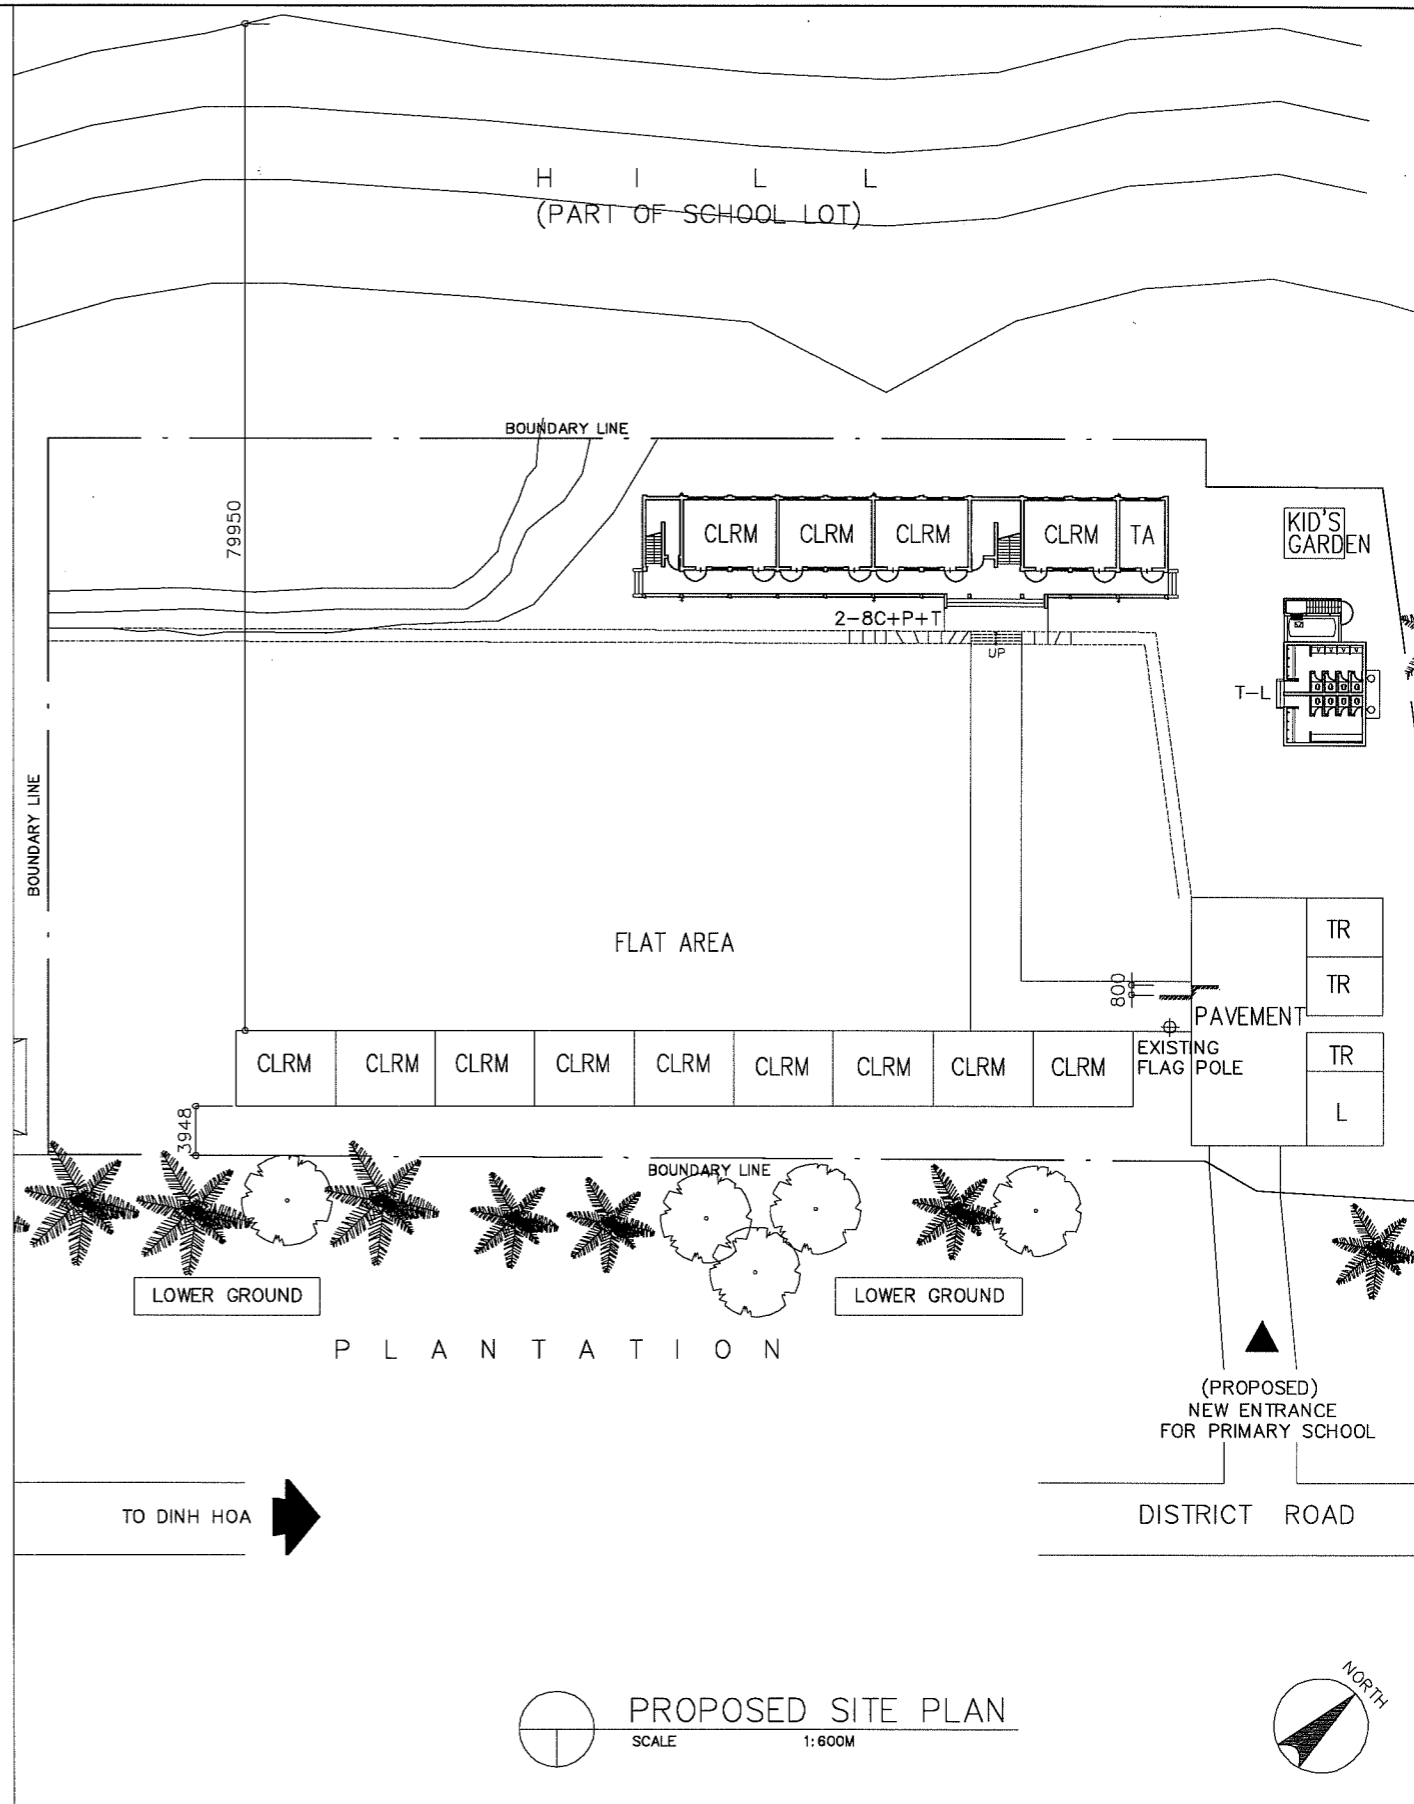 H I L L
(PART OF SCHOOL LOT)
BOUNDARY LINE
79950
CLRM
CLRM
CLRM
CLRM
TA
KID'S
GARDEN
2-8C+P+T
UP
T-L
BOUNDARY LINE
FLAT AREA
TR
TR
800
PAVEMENT
EXISTING
FLAG POLE
TR
L
CLRM
CLRM
CLRM
CLRM
CLRM
CLRM
CLRM
CLRM
CLRM
3948
BOUNDARY LINE
LOWER GROUND
LOWER GROUND
P L A N T A T I O N
(PROPOSED)
NEW ENTRANCE
FOR PRIMARY SCHOOL
TO DINH HOA
DISTRICT ROAD
NORTH
PROPOSED SITE PLAN
SCALE 1:600M